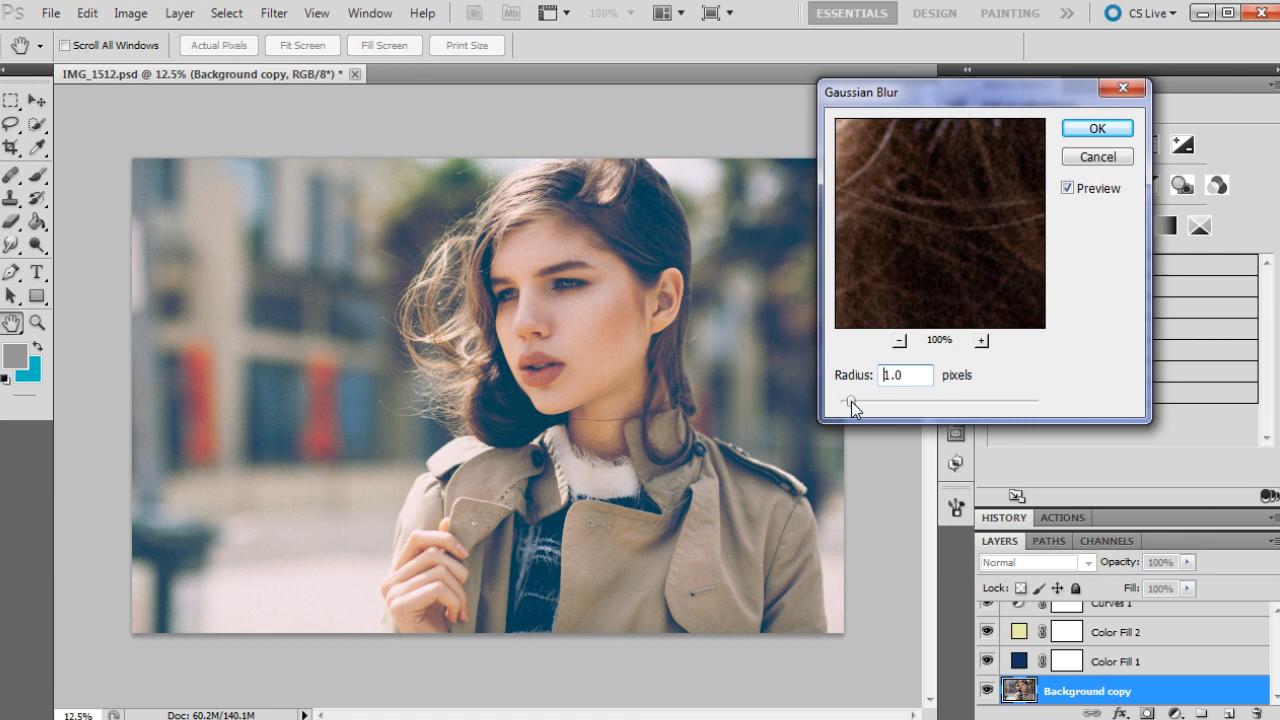 Ps File Edit Image Layer Select Filter View Window Help Br Mb 100% ESSENTIALS DESIGN PAINTING CS Live
Scroll All Windows Actual Pixels Fit Screen Fill Screen Print Size
IMG_1512.psd @ 12.5% (Background copy, RGB/8*) *
Gaussian Blur
OK
Cancel
Preview
100%
Radius: 1.0 pixels
HISTORY ACTIONS
LAYERS PATHS CHANNELS
Normal Opacity: 100%
Lock: Fill: 100%
Curves 1
Color Fill 2
Color Fill 1
Background copy
12.5% Doc: 60.2M/140.1M